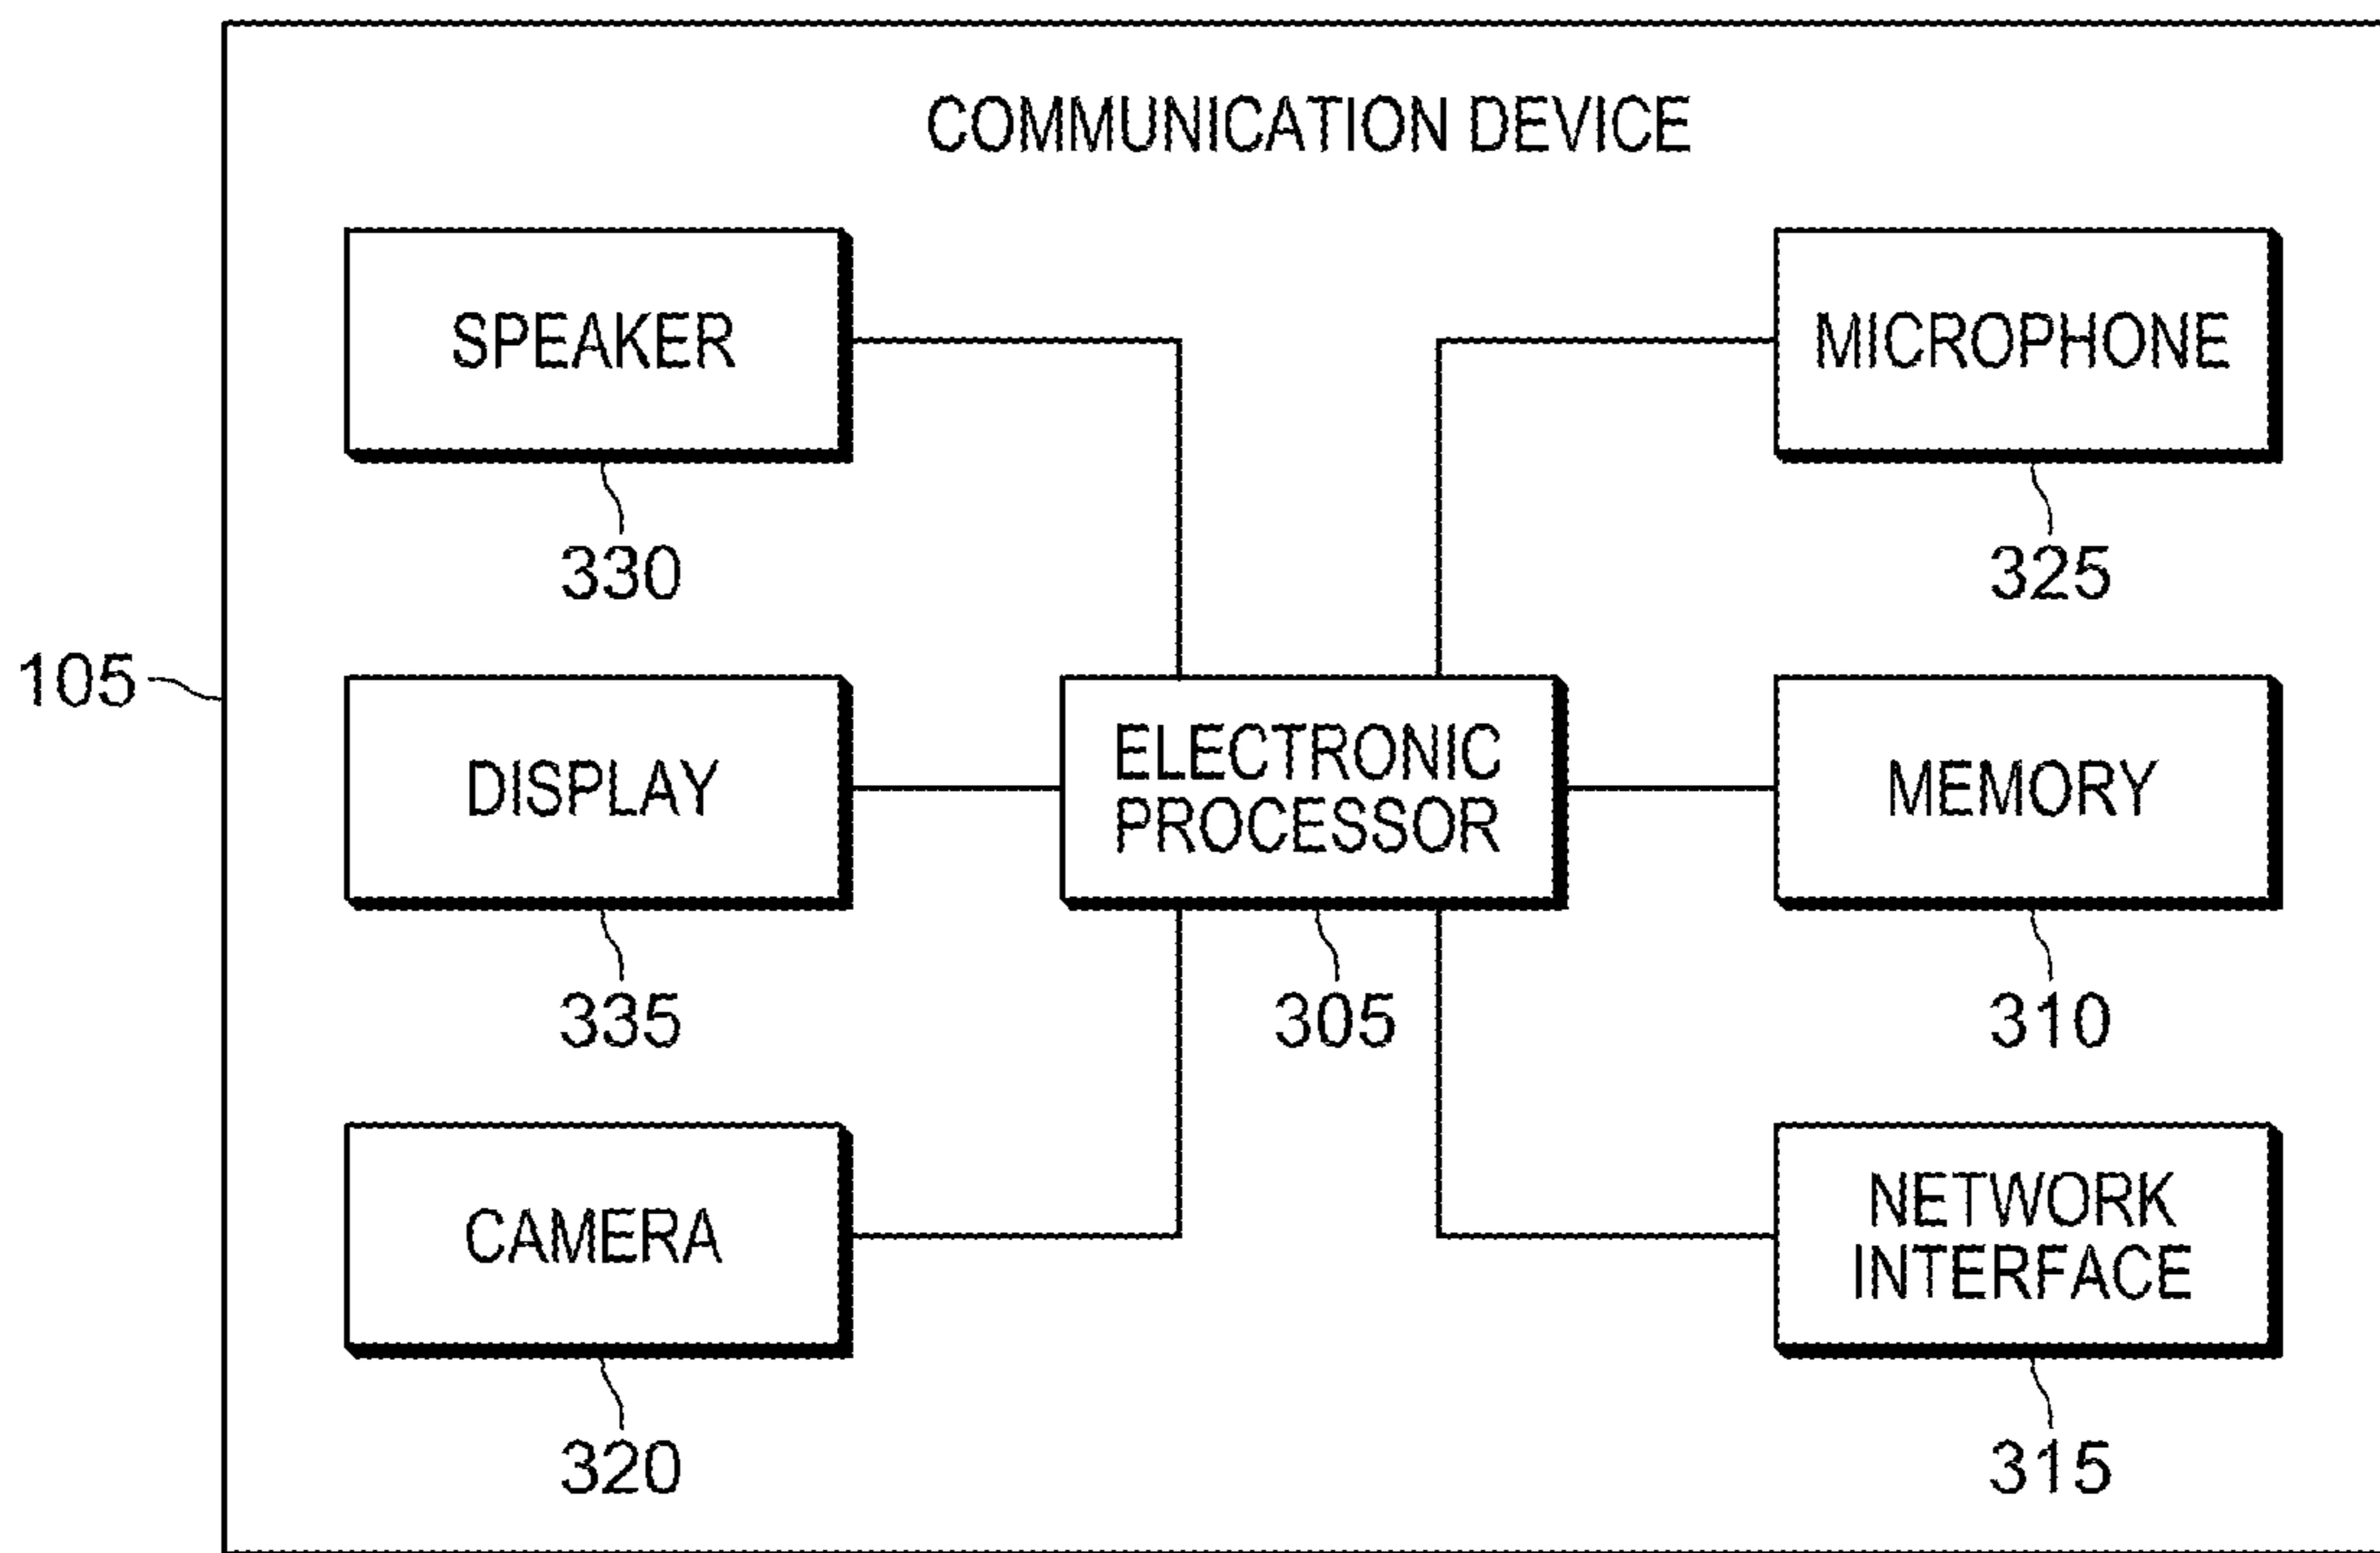 COMMUNICATION DEVICE
SPEAKER
MICROPHONE
330
325
105
DISPLAY
ELECTRONIC
PROCESSOR
MEMORY
335
305
310
CAMERA
NETWORK
INTERFACE
320
315